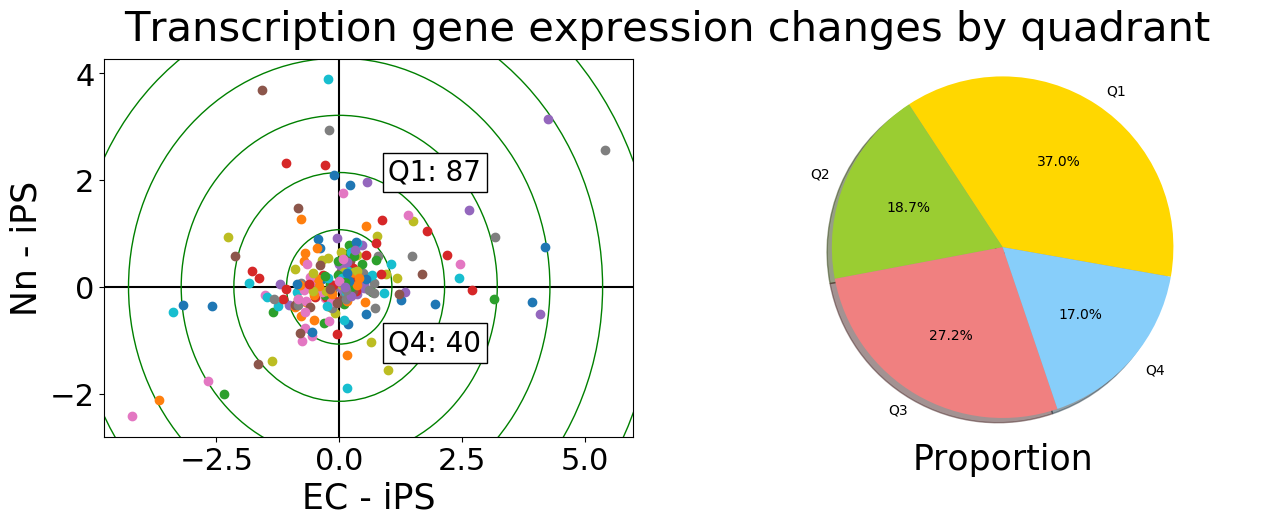 Transcription gene expression changes by quadrant
4
2
0
−2
Nn - iPS
Q1: 87
Q4: 40
−2.5 0.0 2.5 5.0
EC - iPS
Q1
Q2
Q3
Q4
37.0%
18.7%
27.2%
17.0%
Proportion